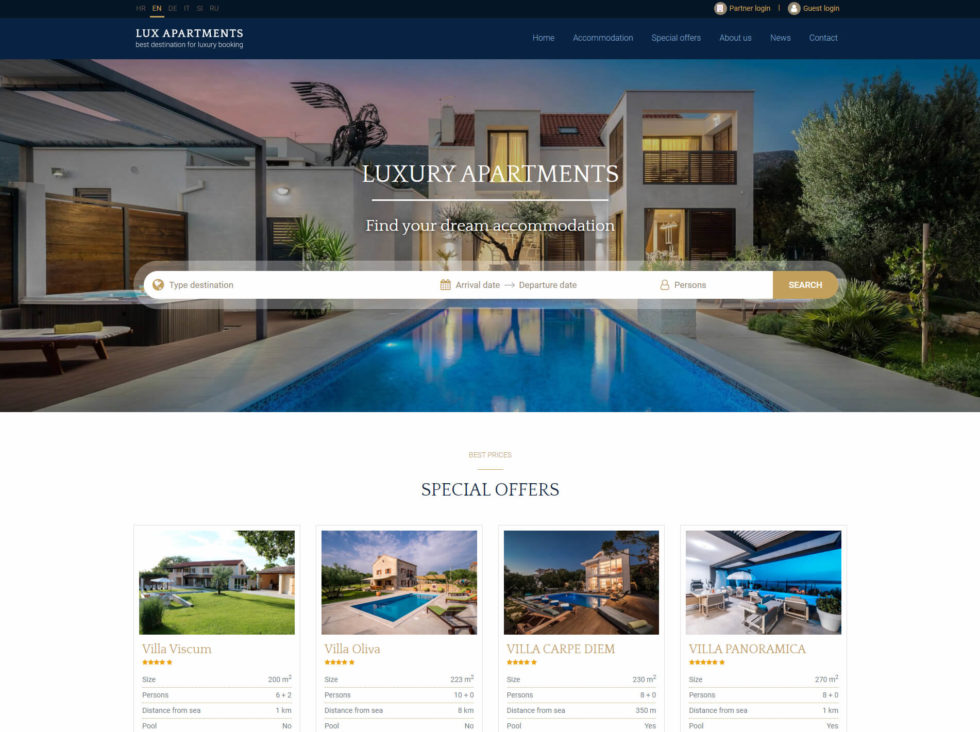 HR EN DE IT SI RU
Partner login | Guest login
LUX APARTMENTS
best destination for luxury booking
Home Accommodation Special offers About us News Contact
LUXURY APARTMENTS
Find your dream accommodation
Type destination Arrival date → Departure date Persons SEARCH
BEST PRICES
SPECIAL OFFERS
Villa Viscum
Size 200 m²
Persons 6 + 2
Distance from sea 1 km
Pool No
Villa Oliva
Size 223 m²
Persons 10 + 0
Distance from sea 8 km
Pool No
VILLA CARPE DIEM
Size 230 m²
Persons 8 + 0
Distance from sea 350 m
Pool Yes
VILLA PANORAMICA
Size 270 m²
Persons 8 + 0
Distance from sea 1 km
Pool Yes